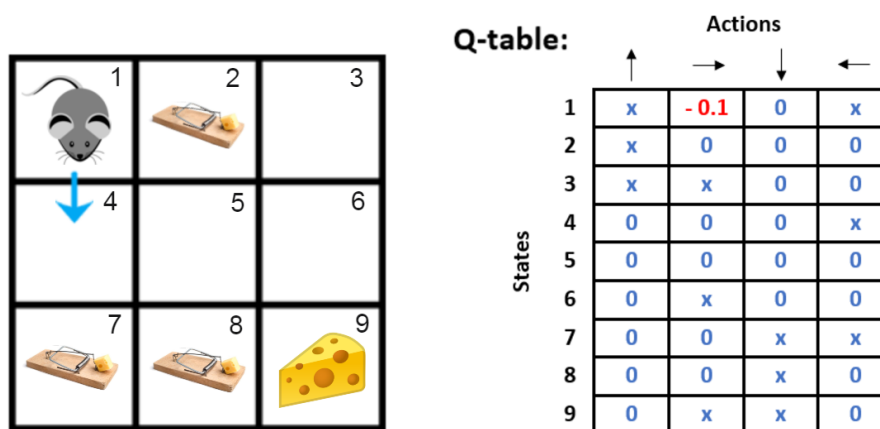 1 2 3
4 5 6
7 8 9
Q-table:
Actions
↑ → ↓ ←
States
1 x - 0.1 0 x
2 x 0 0 0
3 x x 0 0
4 0 0 0 x
5 0 0 0 0
6 0 x 0 0
7 0 0 x x
8 0 0 x 0
9 0 x x 0